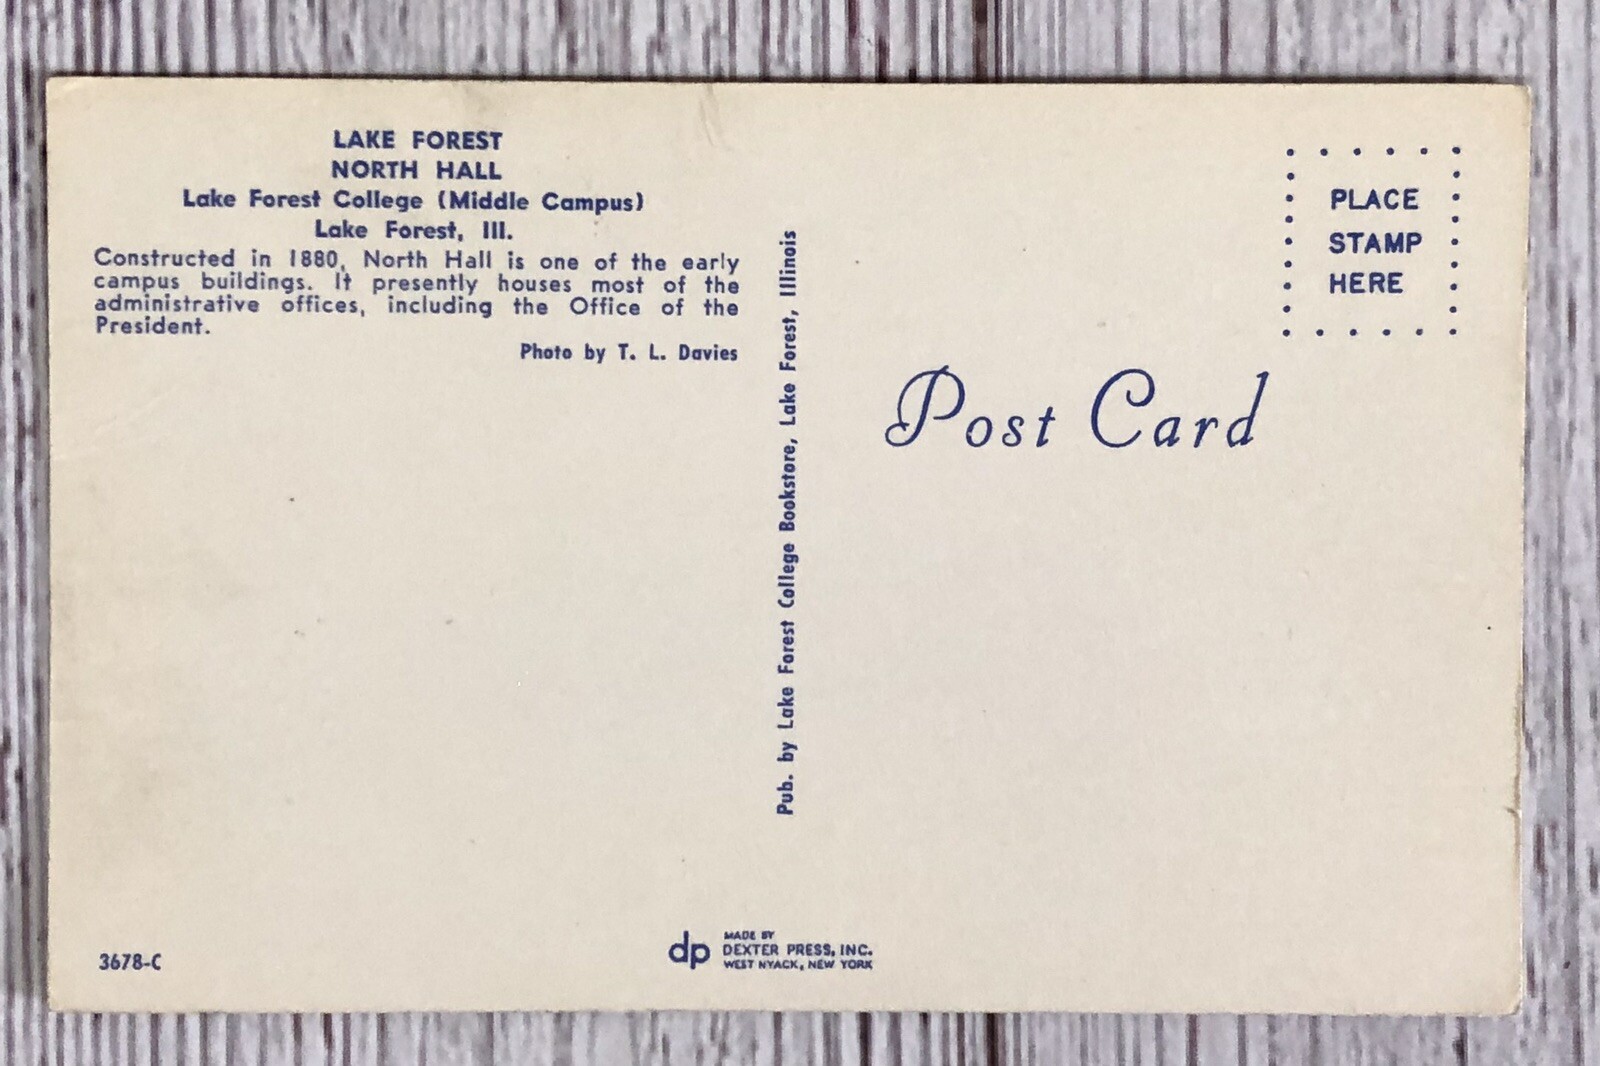 LAKE FOREST
NORTH HALL
Lake Forest College (Middle Campus)
Lake Forest, Ill.
Constructed in 1880, North Hall is one of the early
campus buildings. It presently houses most of the
administrative offices, including the Office of the
President.
Photo by T. L. Davies
Pub. by Lake Forest College Bookstore, Lake Forest, Illinois
PLACE
STAMP
HERE
Post Card
3678-C
dp
MADE BY
DEXTER PRESS, INC.
WEST NYACK, NEW YORK